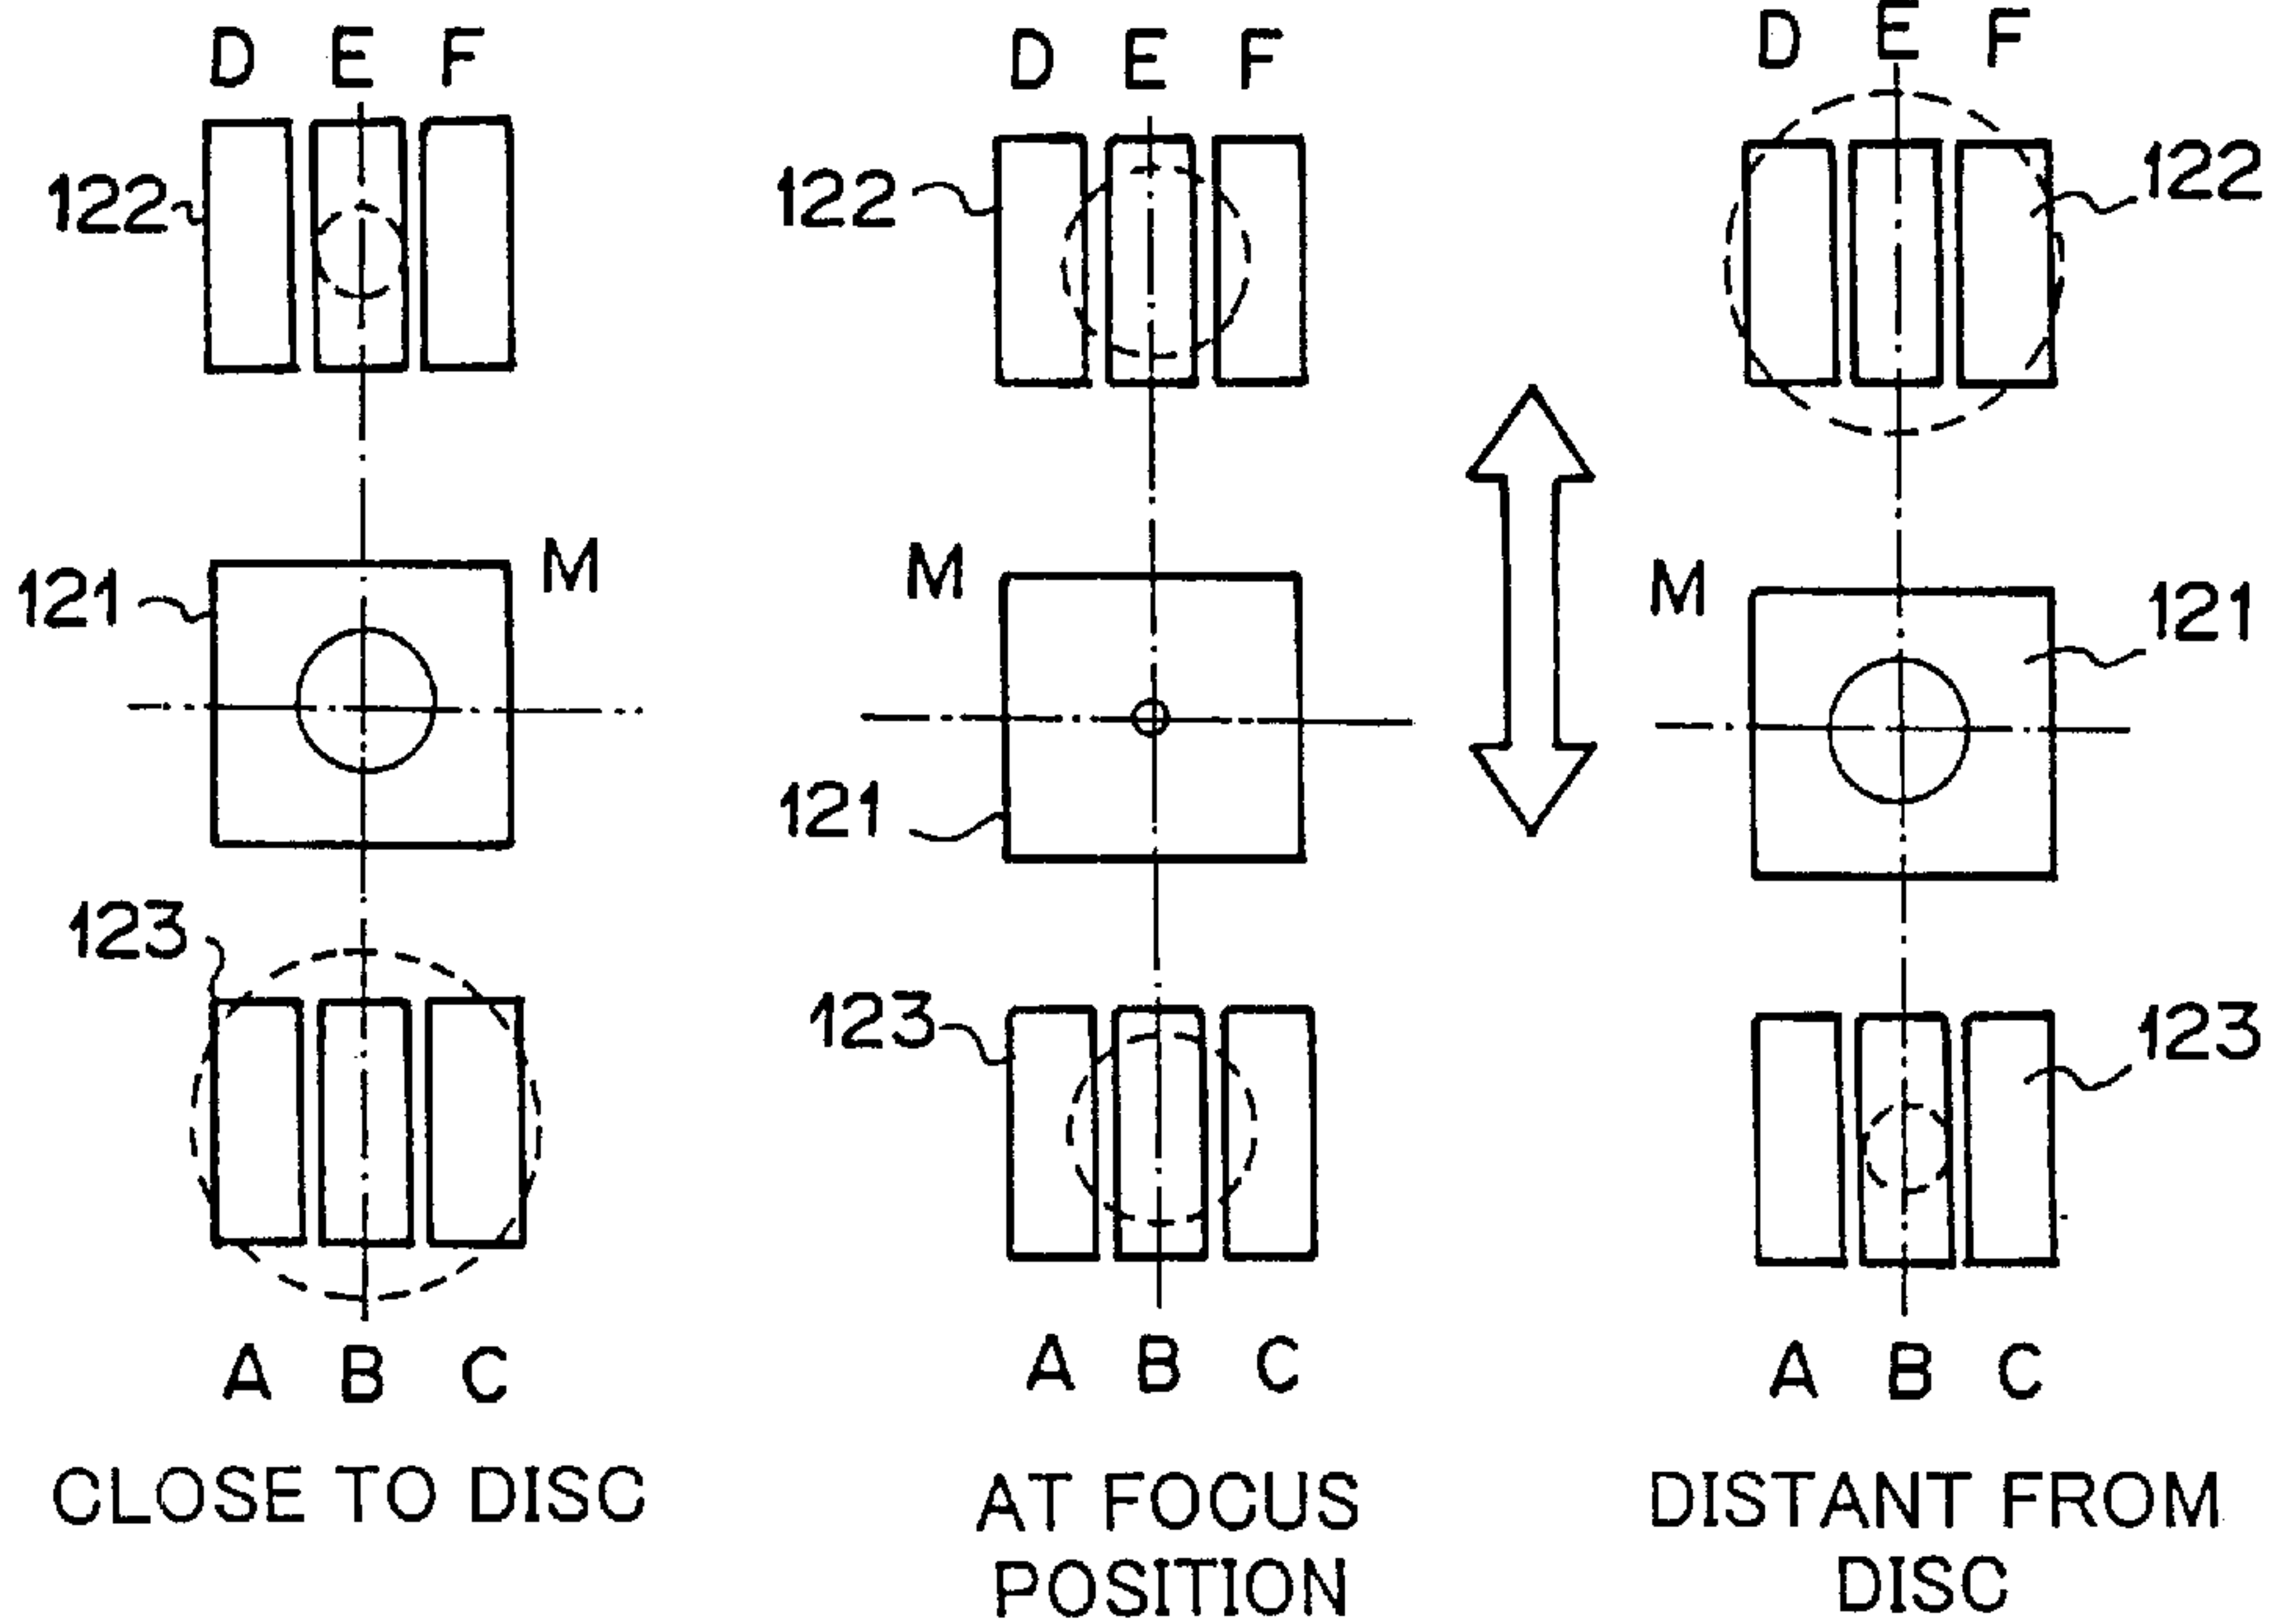 D E F
D E F
D E F
122
122
122
M
M
M
121
121
121
123
123
123
A B C
A B C
A B C
CLOSE TO DISC
AT FOCUS
POSITION
DISTANT FROM
DISC